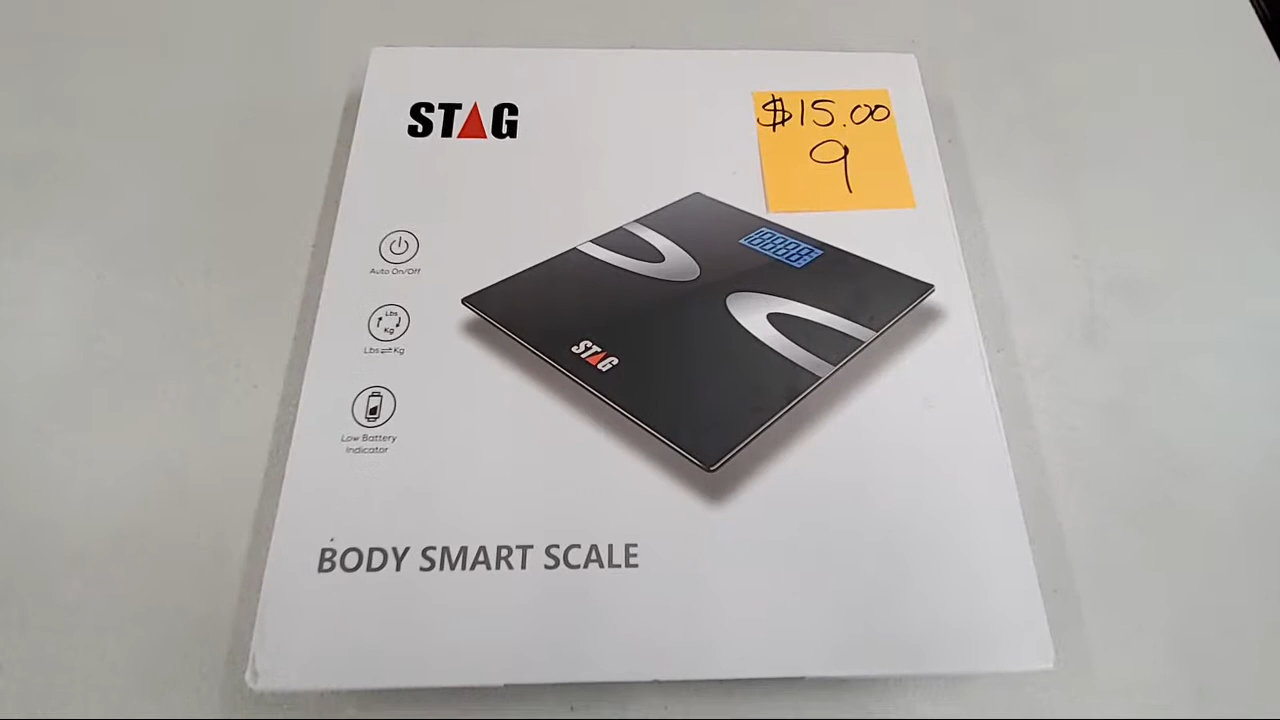 STAG
$15.00
9
Auto On/Off
Lbs
Kg
Lbs⇌Kg
STAG
Low Battery
Indicator
BODY SMART SCALE